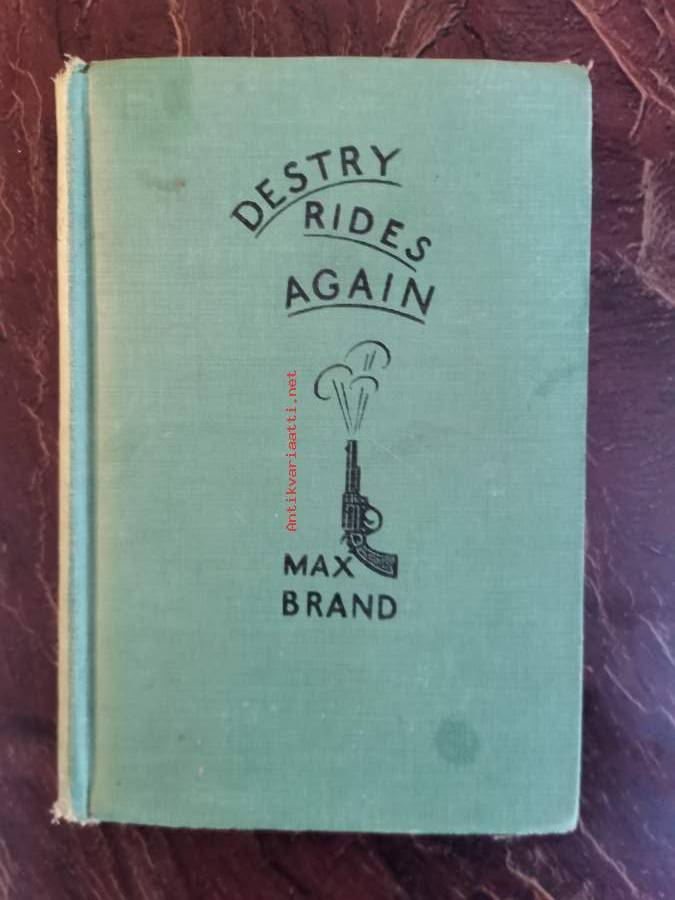 DESTRY
RIDES
AGAIN
Antikvariaatti.net
MAX
BRAND